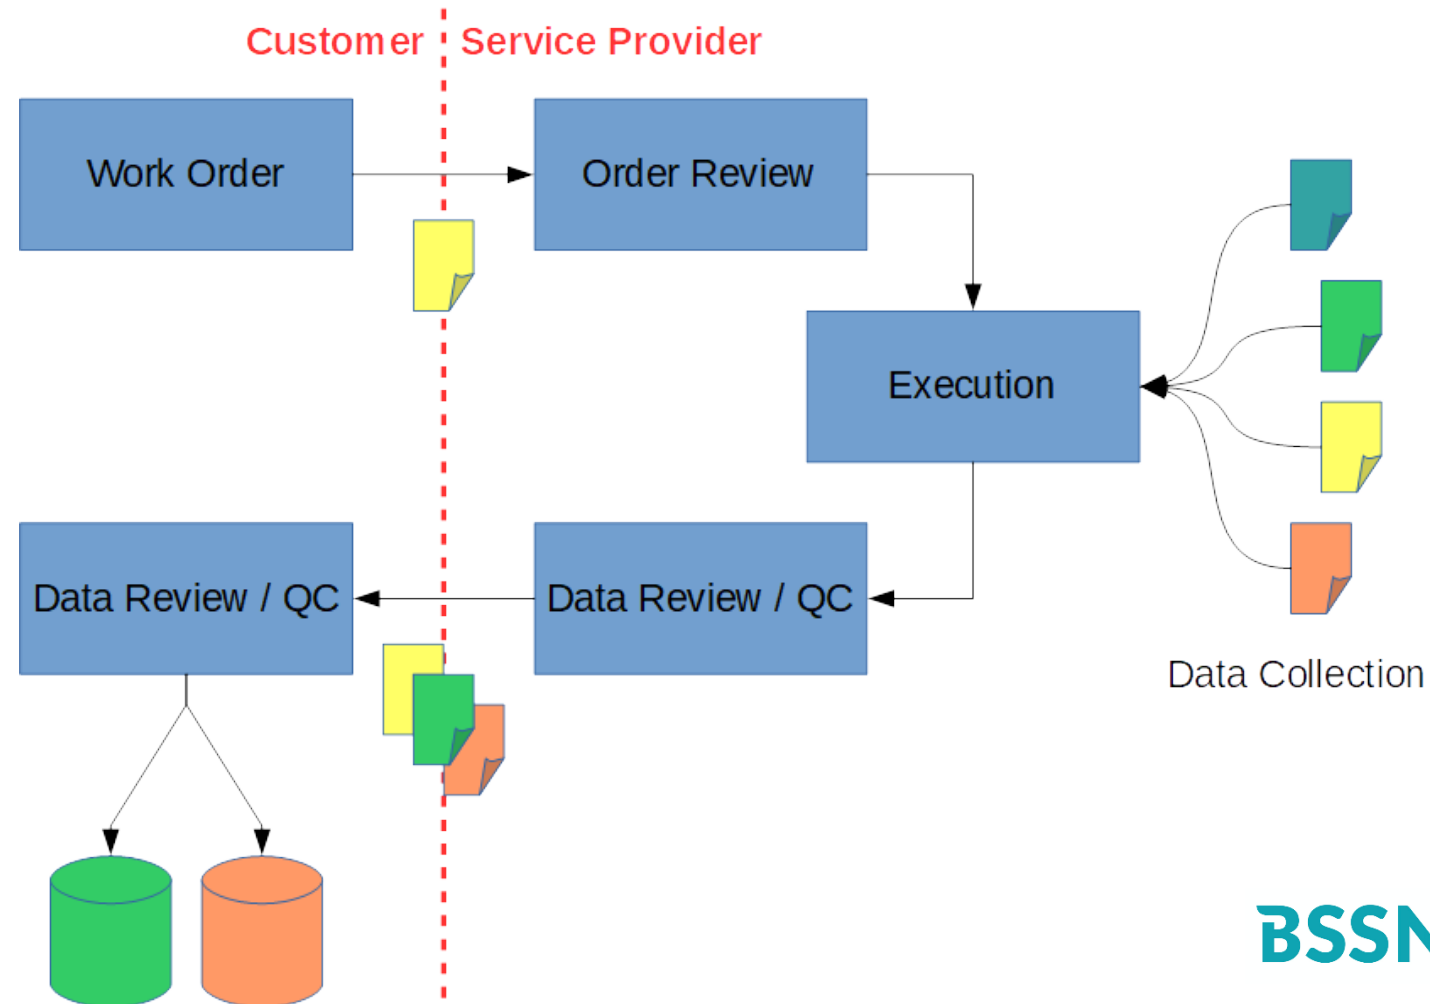 Customer
Service Provider
Work Order
Order Review
Execution
Data Review / QC
Data Review / QC
Data Collection
BSSN